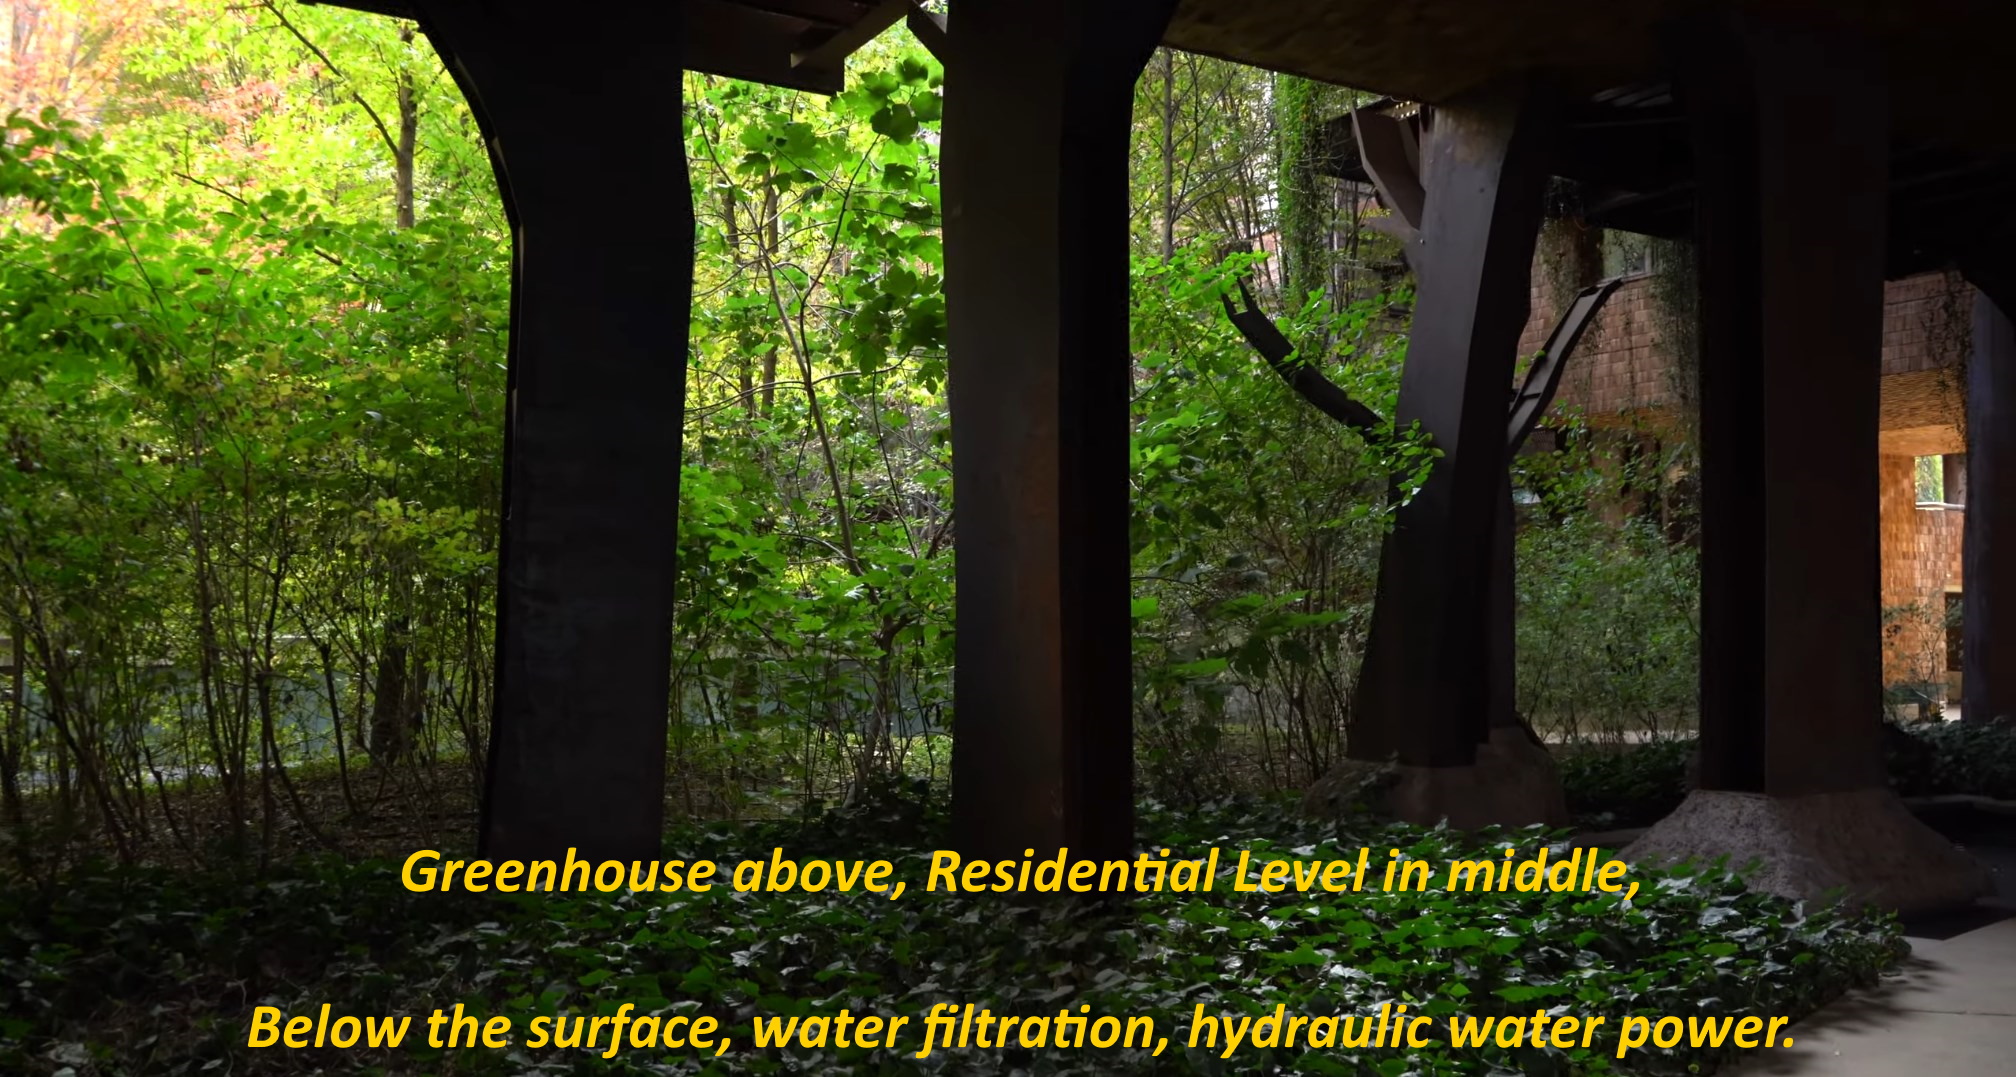 Greenhouse above, Residential Level in middle,
Below the surface, water filtration, hydraulic water power.